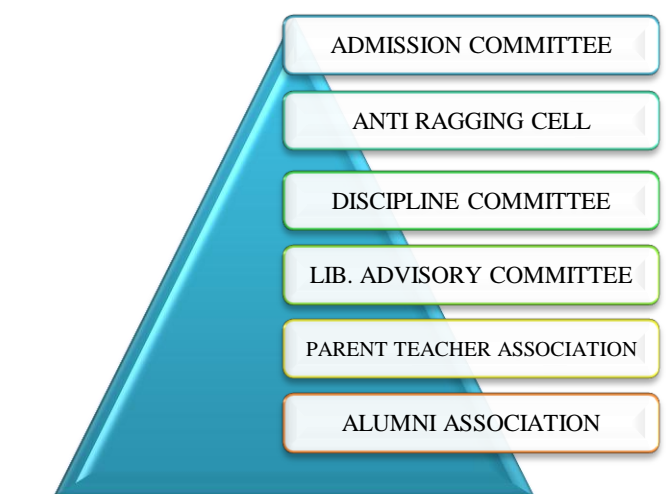 ADMISSION COMMITTEE
ANTI RAGGING CELL
DISCIPLINE COMMITTEE
LIB. ADVISORY COMMITTEE
PARENT TEACHER ASSOCIATION
ALUMNI ASSOCIATION